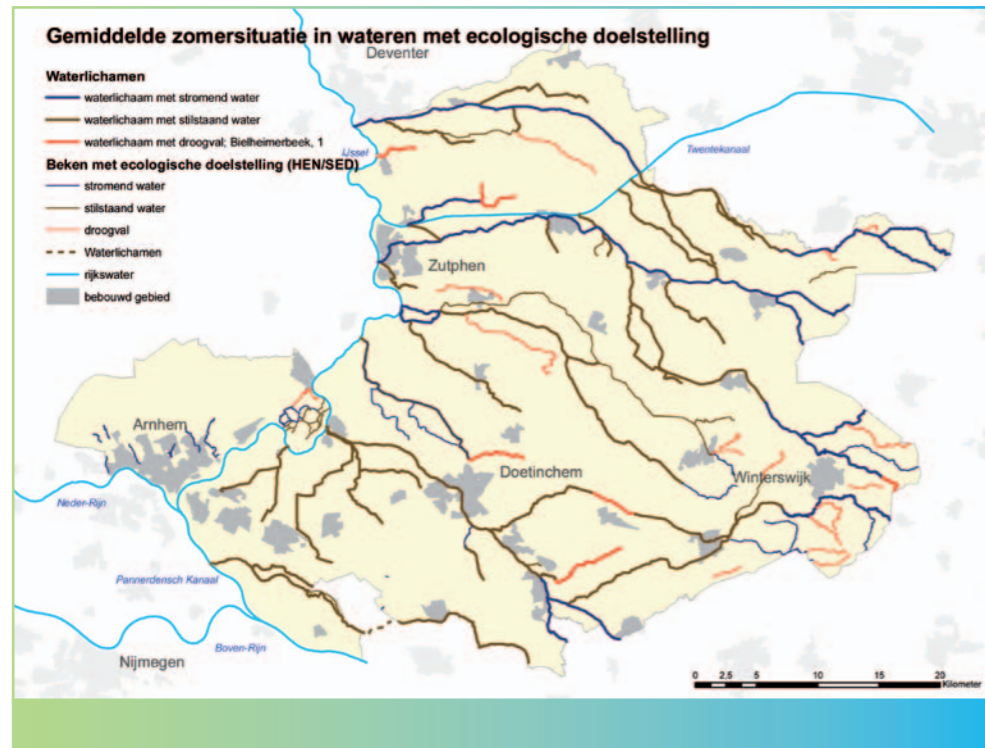 Gemiddelde zomersituatie in wateren met ecologische doelstelling
Deventer
Waterlichamen
waterlichaam met stromend water
waterlichaam met stilstaand water
waterlichaam met droogval; Bielheimerbeek, 1
Beken met ecologische doelstelling (HEN/SED)
stromend water
stilstaand water
droogval
Waterlichamen
rijkswater
bebouwd gebied
IJssel
Twentekanaal
Zutphen
Arnhem
Doetinchem
Winterswijk
Neder-Rijn
Pannerdensch Kanaal
Boven-Rijn
Nijmegen
0 2,5 5 10 15 20
Kilometer